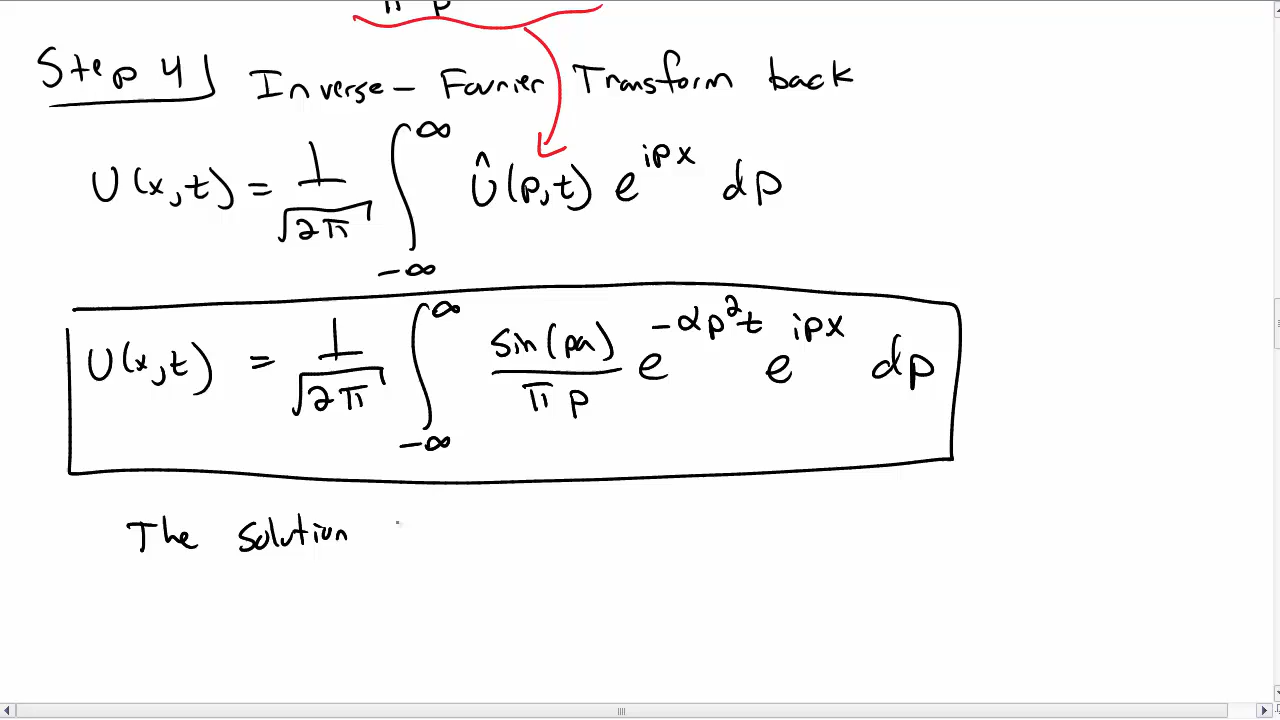 π p
Step 4) Inverse-Fourier Transform back
U(x,t) = 1/√2π ∫_{-∞}^{∞} Û(p,t) e^{ipx} dp
U(x,t) = 1/√2π ∫_{-∞}^{∞} sin(pa)/πp e^{-αp²t} e^{ipx} dp
The solution